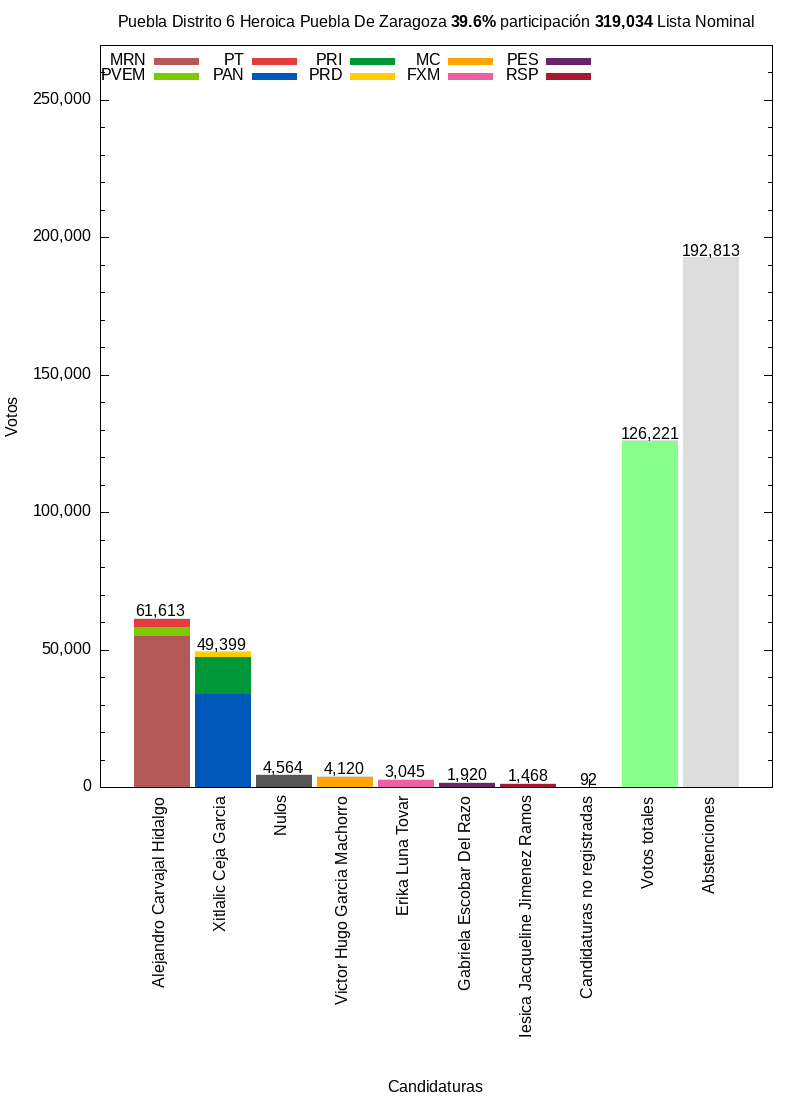 Puebla Distrito 6 Heroica Puebla De Zaragoza 39.6% participación 319,034 Lista Nominal
MRN PT PRI MC PES
PVEM PAN PRD FXM RSP
250,000
200,000
150,000
100,000
50,000
0
Votos
61,613
49,399
4,564
4,120
3,045
1,920
1,468
92
126,221
192,813
Alejandro Carvajal Hidalgo
Xitlalic Ceja Garcia
Nulos
Victor Hugo Garcia Machorro
Erika Luna Tovar
Gabriela Escobar Del Razo
Iesica Jacqueline Jimenez Ramos
Candidaturas no registradas
Votos totales
Abstenciones
Candidaturas